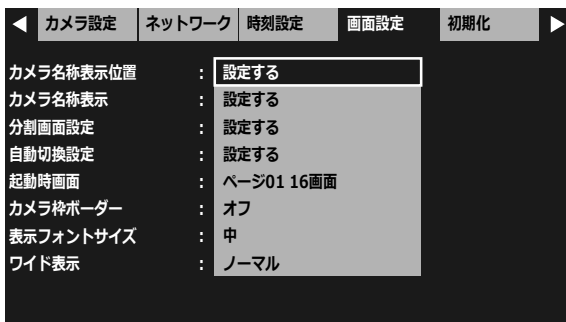 ◀ カメラ設定 ネットワーク 時刻設定 画面設定 初期化 ▶
カメラ名称表示位置 : 設定する
カメラ名称表示 : 設定する
分割画面設定 : 設定する
自動切換設定 : 設定する
起動時画面 : ページ01 16画面
カメラ枠ボーダー : オフ
表示フォントサイズ : 中
ワイド表示 : ノーマル